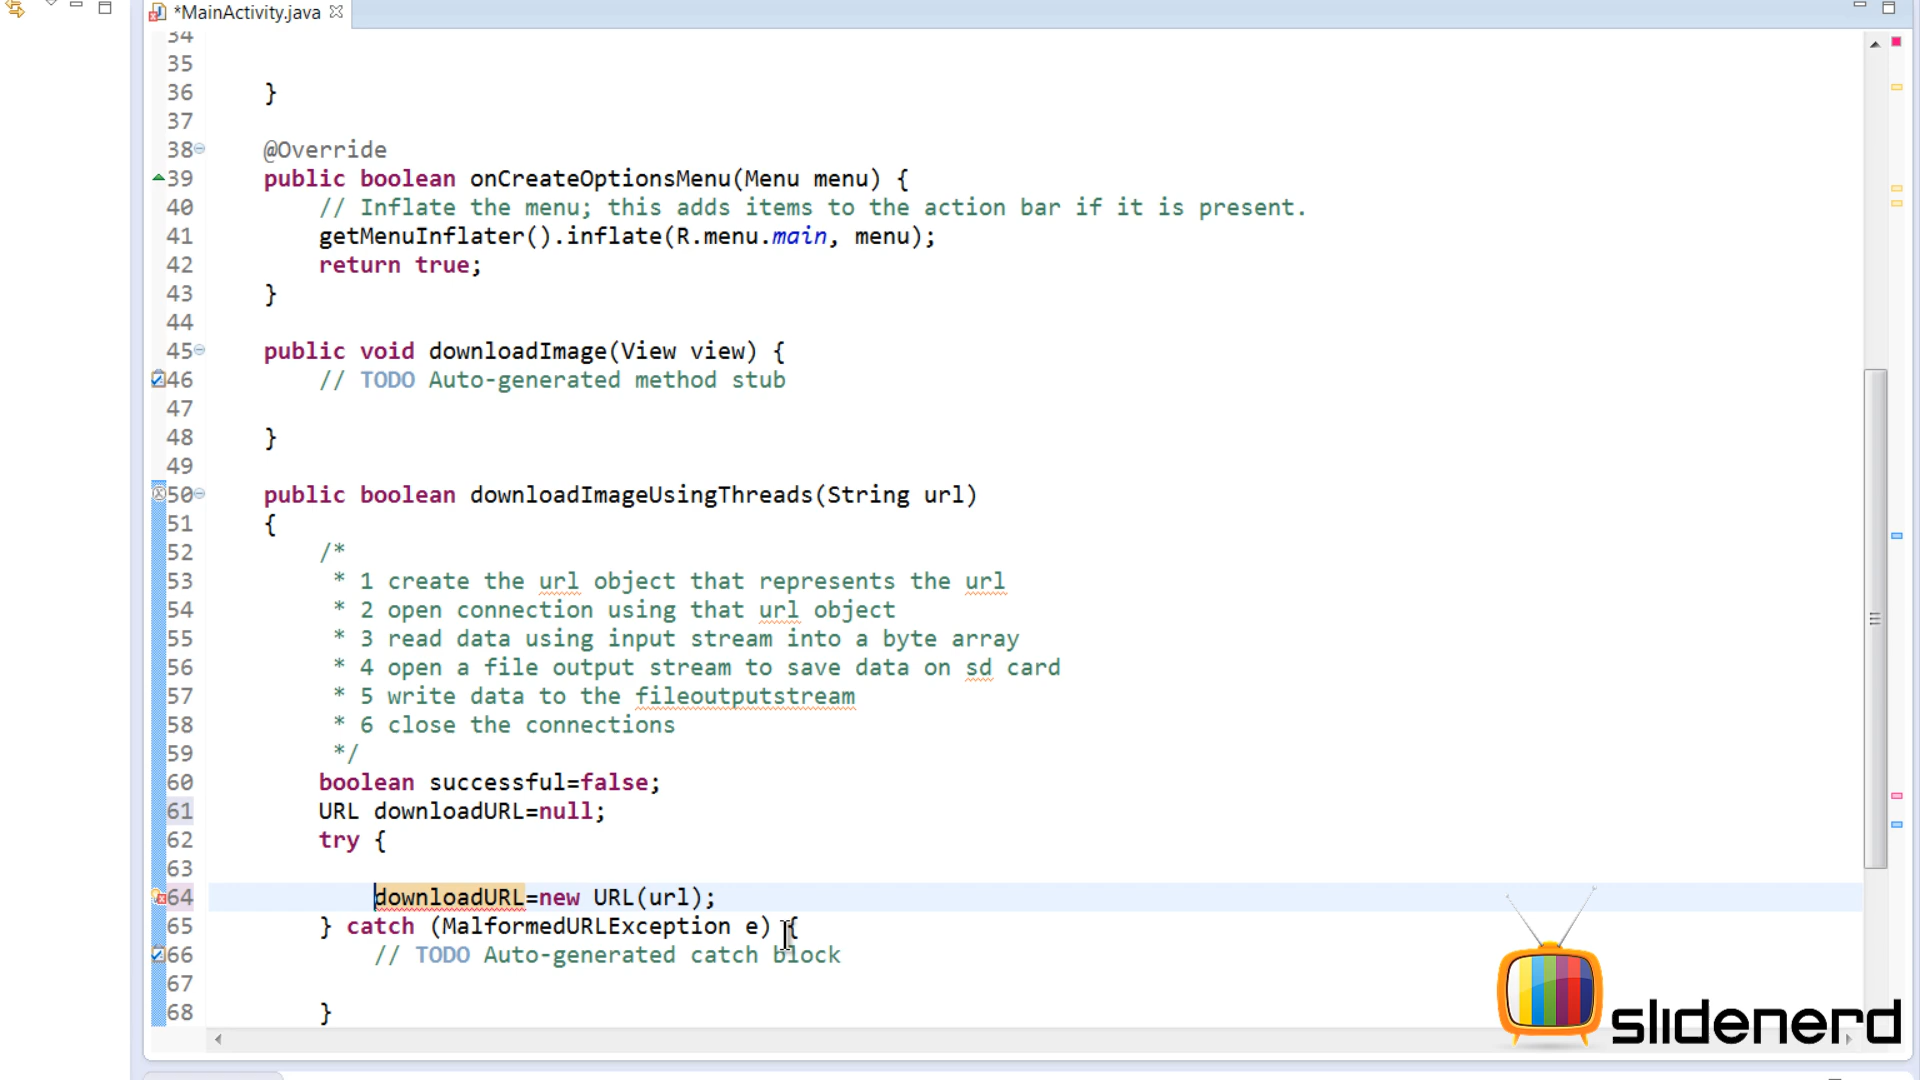 *MainActivity.java
34
35
36 }
37
38 @Override
39 public boolean onCreateOptionsMenu(Menu menu) {
40 // Inflate the menu; this adds items to the action bar if it is present.
41 getMenuInflater().inflate(R.menu.main, menu);
42 return true;
43 }
44
45 public void downloadImage(View view) {
46 // TODO Auto-generated method stub
47
48 }
49
50 public boolean downloadImageUsingThreads(String url)
51 {
52 /*
53 * 1 create the url object that represents the url
54 * 2 open connection using that url object
55 * 3 read data using input stream into a byte array
56 * 4 open a file output stream to save data on sd card
57 * 5 write data to the fileoutputstream
58 * 6 close the connections
59 */
60 boolean successful=false;
61 URL downloadURL=null;
62 try {
63
64 downloadURL=new URL(url);
65 } catch (MalformedURLException e) {
66 // TODO Auto-generated catch block
67
68 }
slidenerd